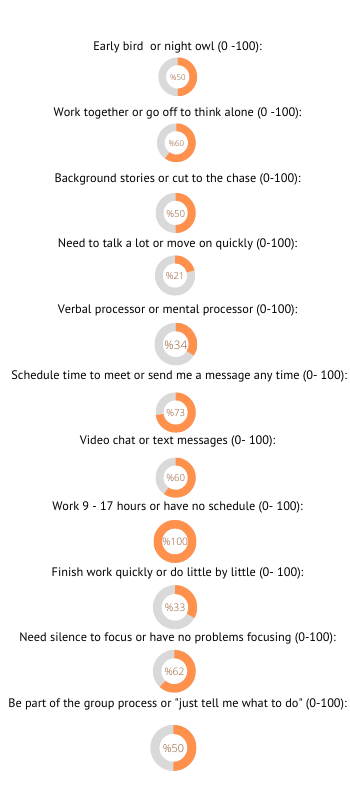 Early bird  or night owl (0 -100):
%50
Work together or go off to think alone (0 -100):
%60
Background stories or cut to the chase (0-100):
%50
Need to talk a lot or move on quickly (0-100):
%21
Verbal processor or mental processor (0-100):
%34
Schedule time to meet or send me a message any time (0- 100):
%73
Video chat or text messages (0- 100):
%60
Work 9 - 17 hours or have no schedule (0- 100):
%100
Finish work quickly or do little by little (0- 100):
%33
Need silence to focus or have no problems focusing (0-100):
%62
Be part of the group process or "just tell me what to do" (0-100):
%50